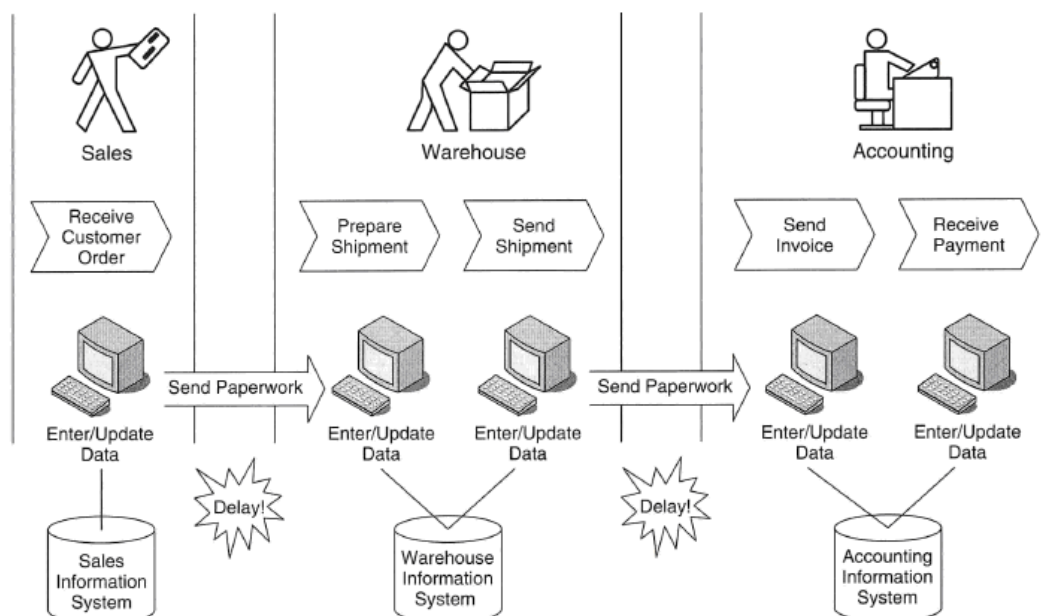 Sales
Warehouse
Accounting
Receive
Customer
Order
Prepare
Shipment
Send
Shipment
Send
Invoice
Receive
Payment
Send Paperwork
Send Paperwork
Enter/Update
Data
Enter/Update
Data
Enter/Update
Data
Enter/Update
Data
Enter/Update
Data
Delay!
Delay!
Sales
Information
System
Warehouse
Information
System
Accounting
Information
System